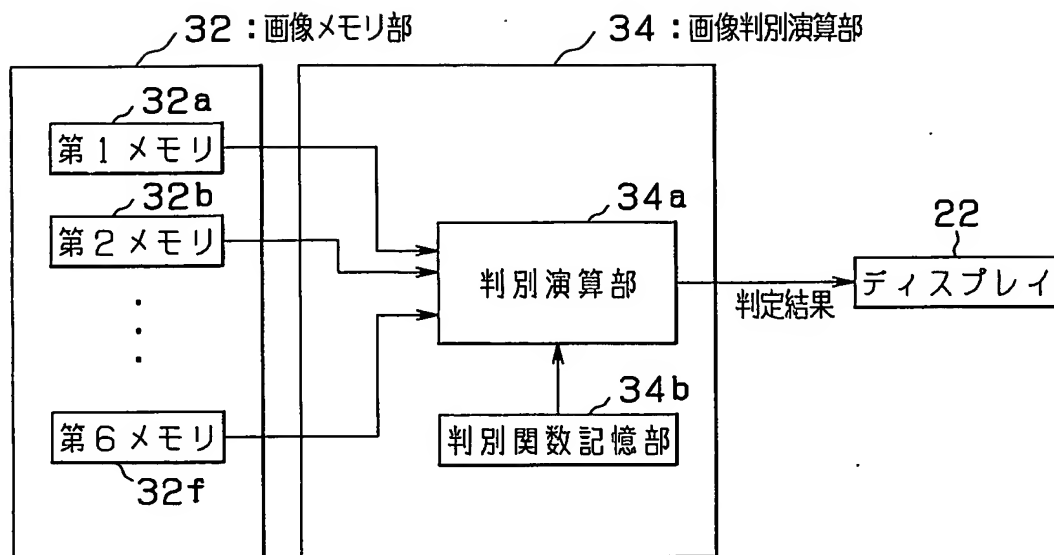 32：画像メモリ部
34：画像判別演算部
32a
第1メモリ
32b
第2メモリ
34a
判別演算部
22
ディスプレイ
判定結果
34b
判別関数記憶部
第6メモリ
32f